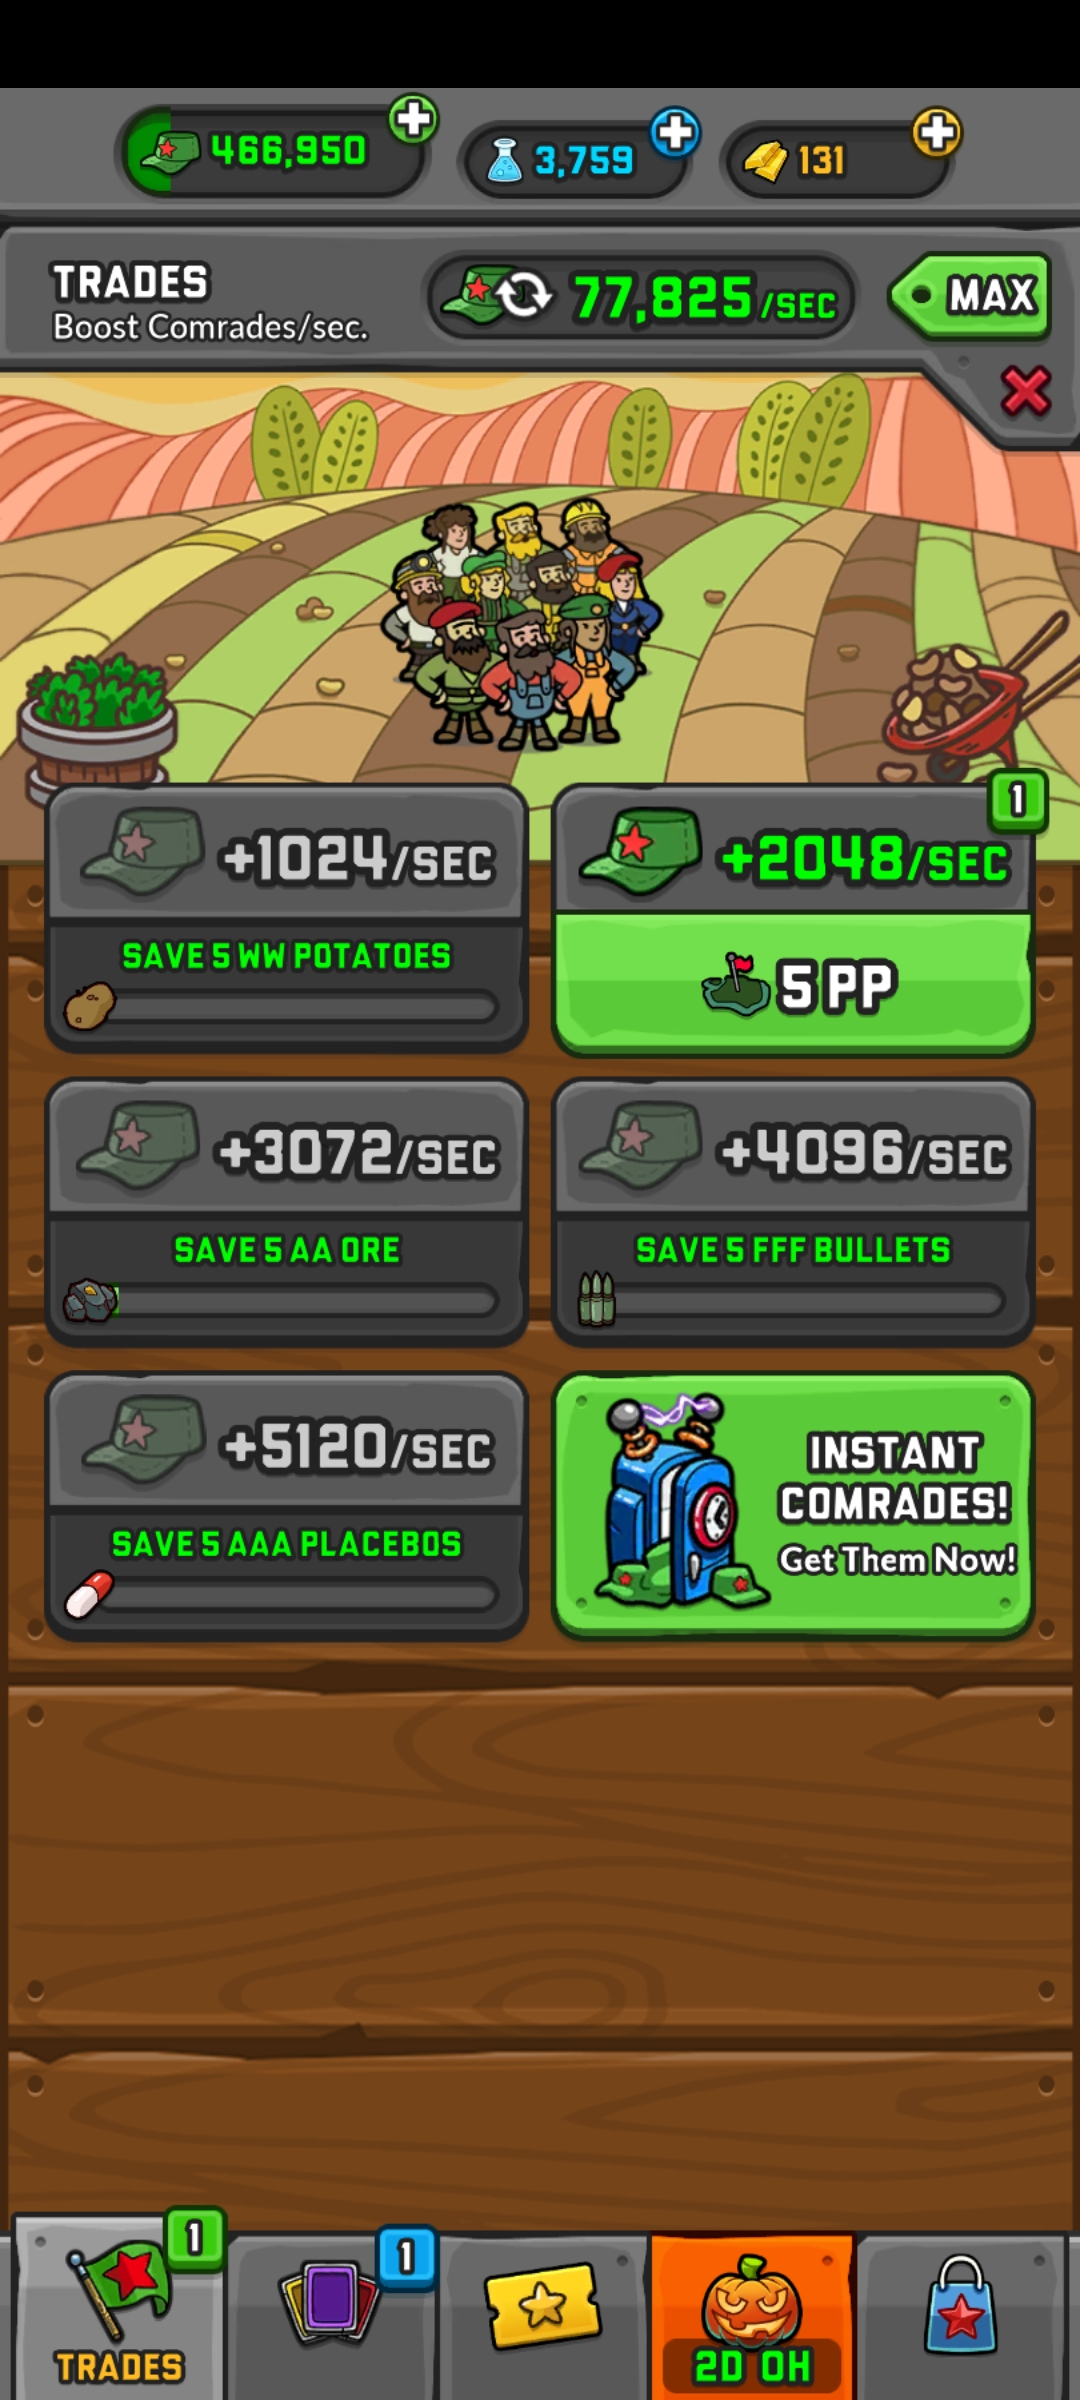 466,950
3,759
131
TRADES
Boost Comrades/sec.
77,825/SEC
MAX
+1024/SEC
SAVE 5 WW POTATOES
1
+2048/SEC
5 PP
+3072/SEC
SAVE 5 AA ORE
+4096/SEC
SAVE 5 FFF BULLETS
+5120/SEC
SAVE 5 AAA PLACEBOS
INSTANT
COMRADES!
Get Them Now!
1
TRADES
1
2D 0H